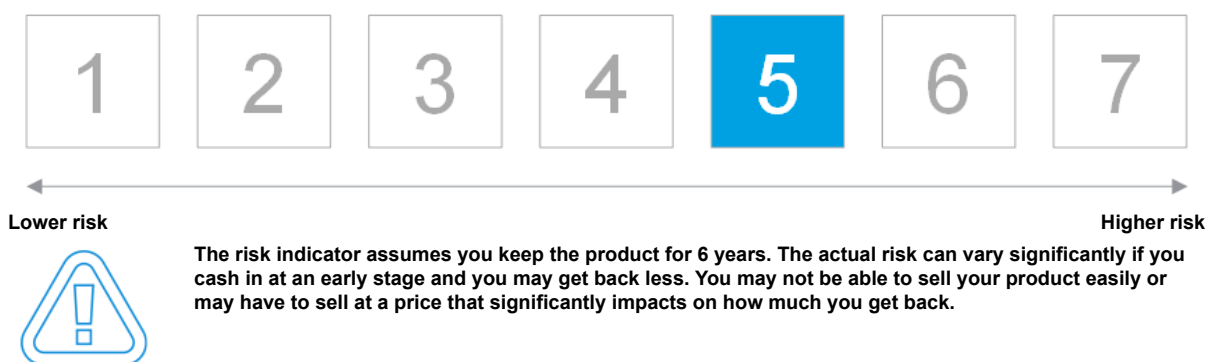 1 2 3 4 5 6 7
Lower risk Higher risk
The risk indicator assumes you keep the product for 6 years. The actual risk can vary significantly if you
cash in at an early stage and you may get back less. You may not be able to sell your product easily or
may have to sell at a price that significantly impacts on how much you get back.